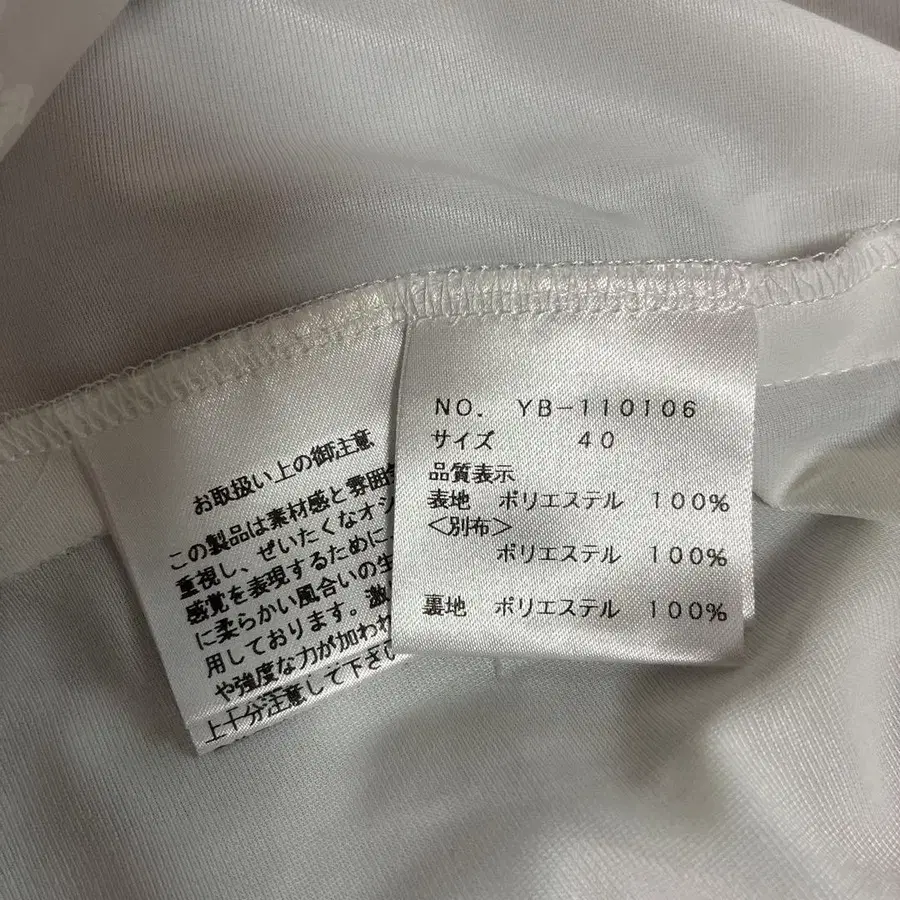 お取扱い上の御注意
この製品は素材感と雰囲
重視し、ぜいたくなオシ
感覚を表現するために
に柔らかい風合いの生
用しております。激
や強度な力が加われ
上十分注意して下さい
NO. YB-110106
サイズ 40
品質表示
表地 ポリエステル 100%
<別布>
ポリエステル 100%
裏地 ポリエステル 100%